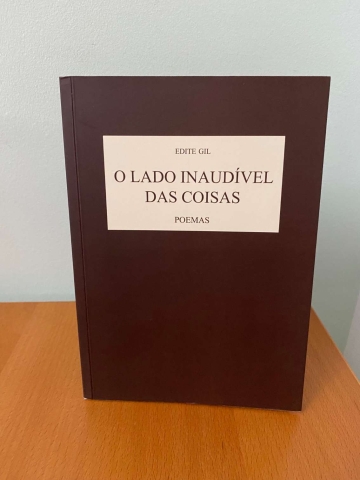 EDITE GIL
O LADO INAUDÍVEL
DAS COISAS
POEMAS